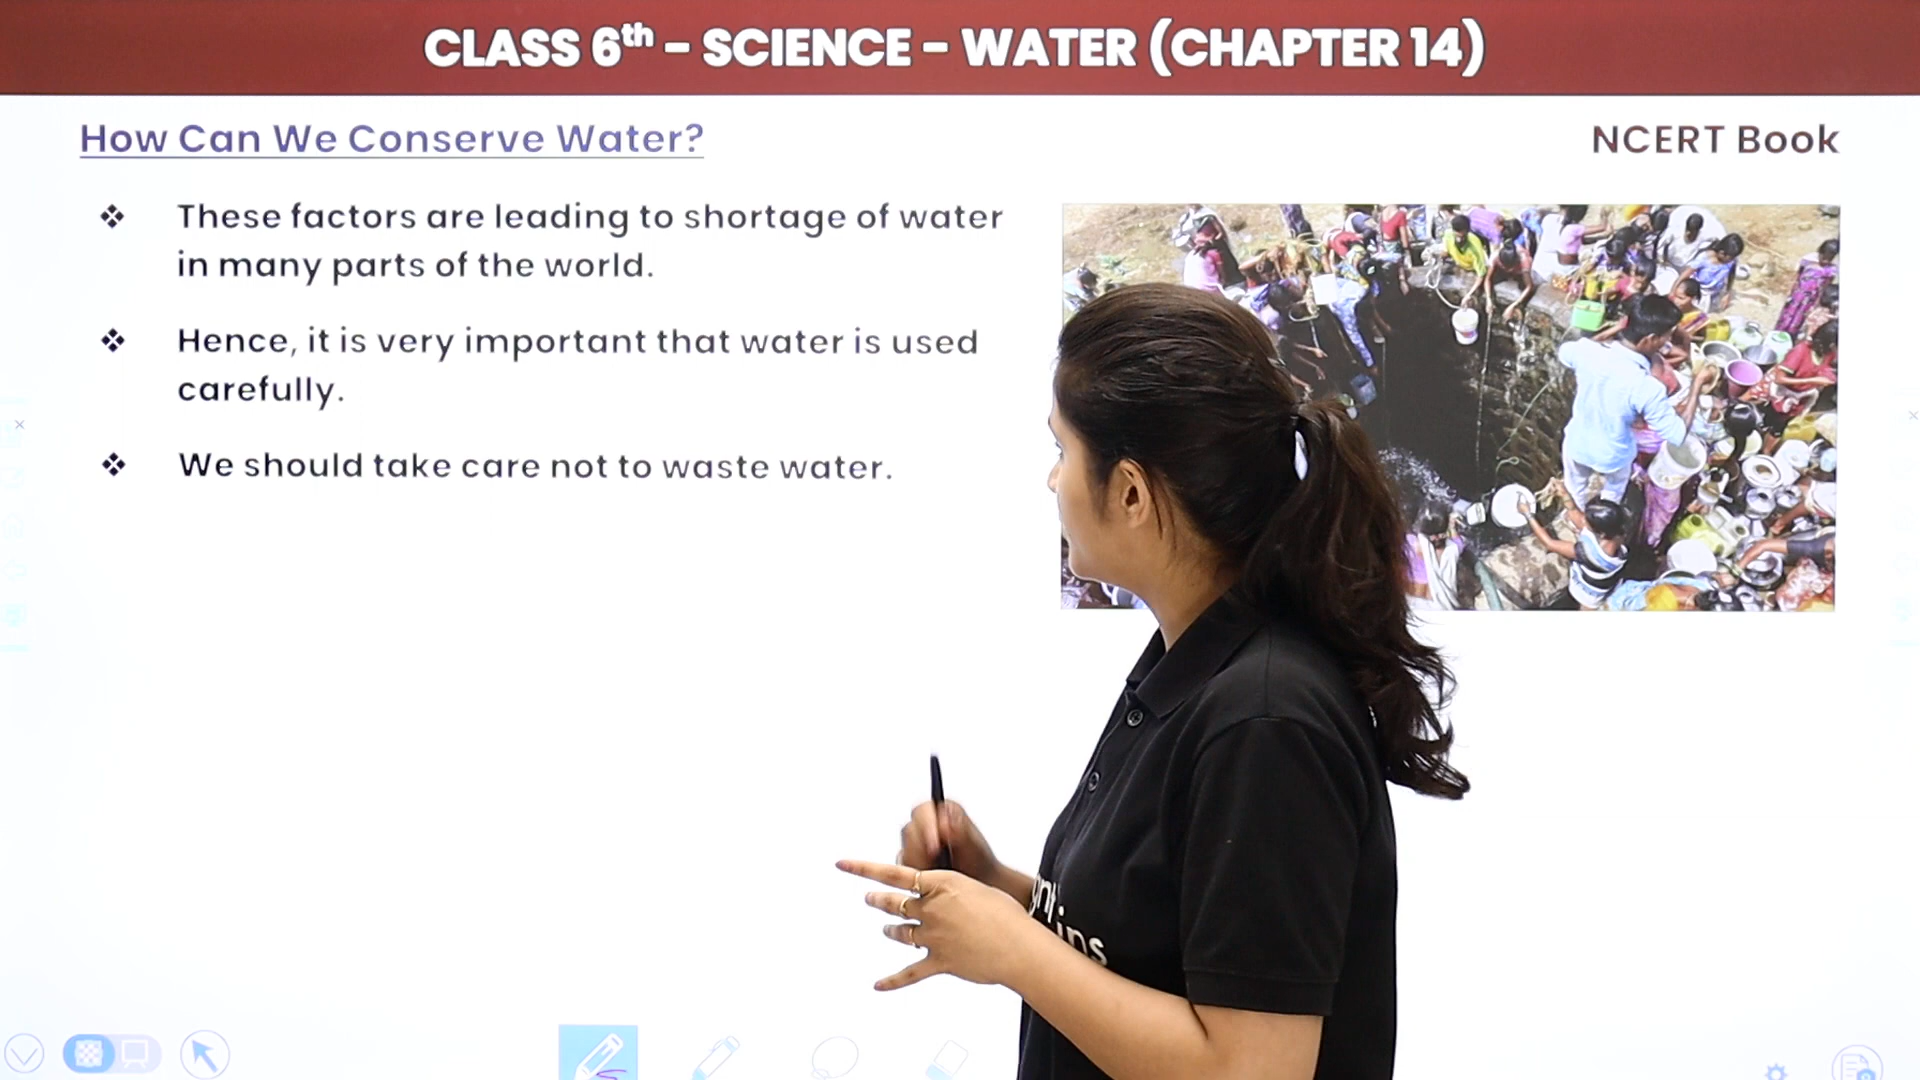 CLASS 6th – SCIENCE – WATER (CHAPTER 14)
How Can We Conserve Water?
NCERT Book
❖ These factors are leading to shortage of water
in many parts of the world.
❖ Hence, it is very important that water is used
carefully.
❖ We should take care not to waste water.